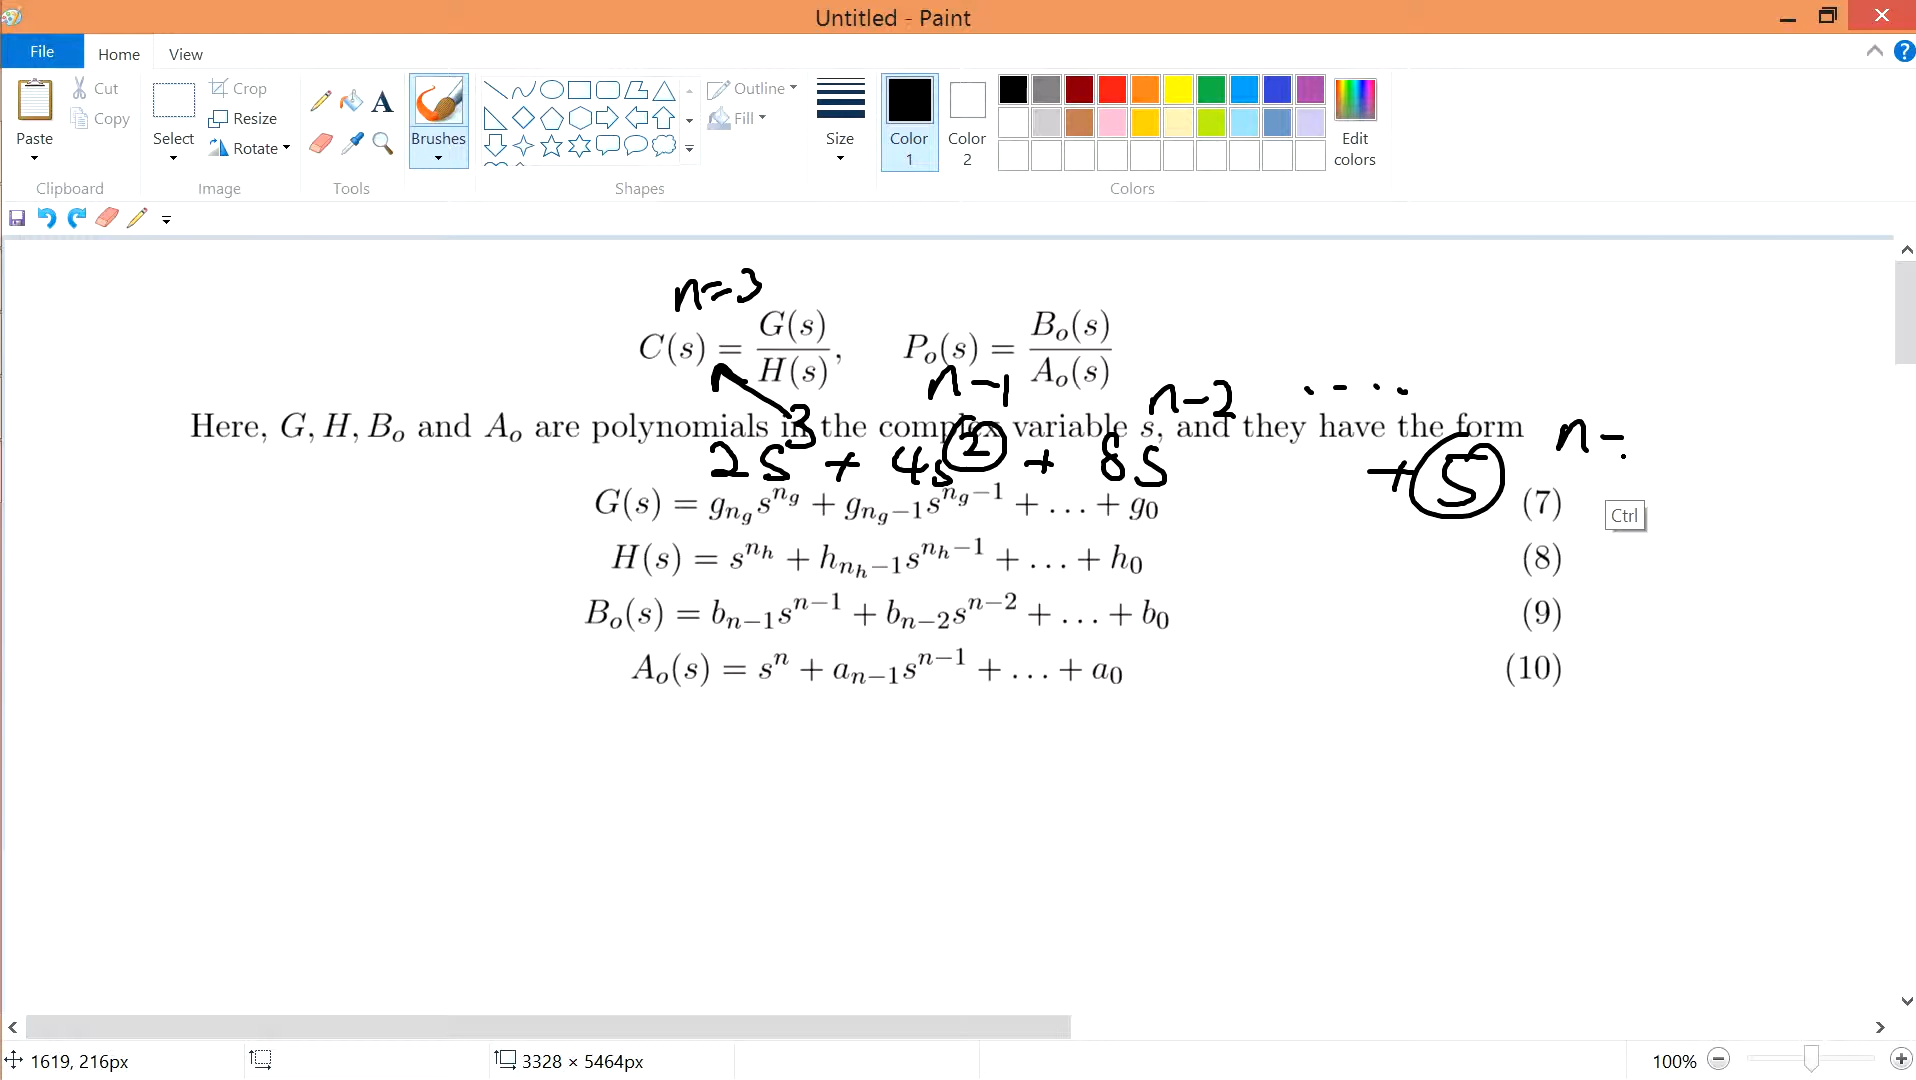 Untitled - Paint
File Home View
Paste Cut Copy Select Crop Resize Rotate Brushes Outline Fill Size Color 1 Color 2 Edit colors
Clipboard Image Tools Shapes Colors
n=3
C(s) = G(s)/H(s), P_o(s) = B_o(s)/A_o(s)
n-1 n-2 ....
Here, G, H, B_o and A_o are polynomials in the complex variable s, and they have the form
n-
2s^3 + 4s^2 + 8s + 5
G(s) = g_{n_g}s^{n_g} + g_{n_g-1}s^{n_g-1} + ... + g_0 (7)
Ctrl
H(s) = s^{n_h} + h_{n_h-1}s^{n_h-1} + ... + h_0 (8)
B_o(s) = b_{n-1}s^{n-1} + b_{n-2}s^{n-2} + ... + b_0 (9)
A_o(s) = s^n + a_{n-1}s^{n-1} + ... + a_0 (10)
1619, 216px 3328 × 5464px 100%